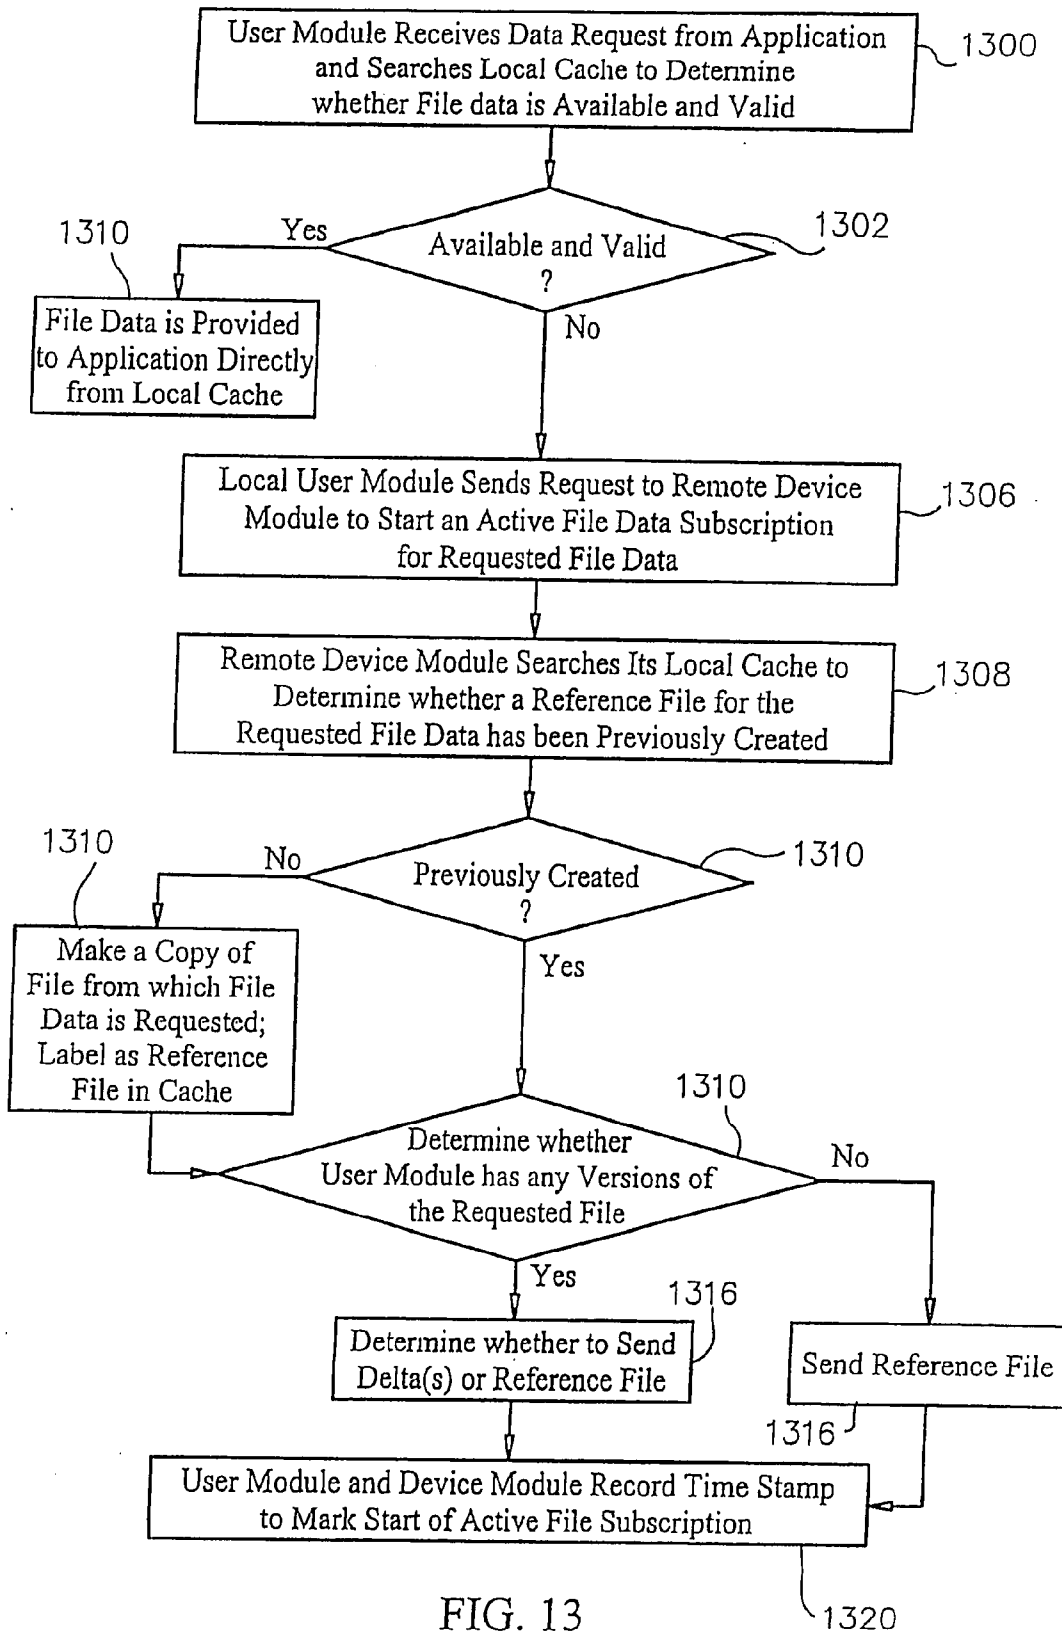 User Module Receives Data Request from Application
and Searches Local Cache to Determine
whether File data is Available and Valid
1300
Available and Valid
?
1302
Yes
No
1310
File Data is Provided
to Application Directly
from Local Cache
Local User Module Sends Request to Remote Device
Module to Start an Active File Data Subscription
for Requested File Data
1306
Remote Device Module Searches Its Local Cache to
Determine whether a Reference File for the
Requested File Data has been Previously Created
1308
Previously Created
?
1310
No
Yes
1310
Make a Copy of
File from which File
Data is Requested;
Label as Reference
File in Cache
Determine whether
User Module has any Versions of
the Requested File
1310
No
Yes
Determine whether to Send
Delta(s) or Reference File
1316
Send Reference File
1316
User Module and Device Module Record Time Stamp
to Mark Start of Active File Subscription
1320
FIG. 13